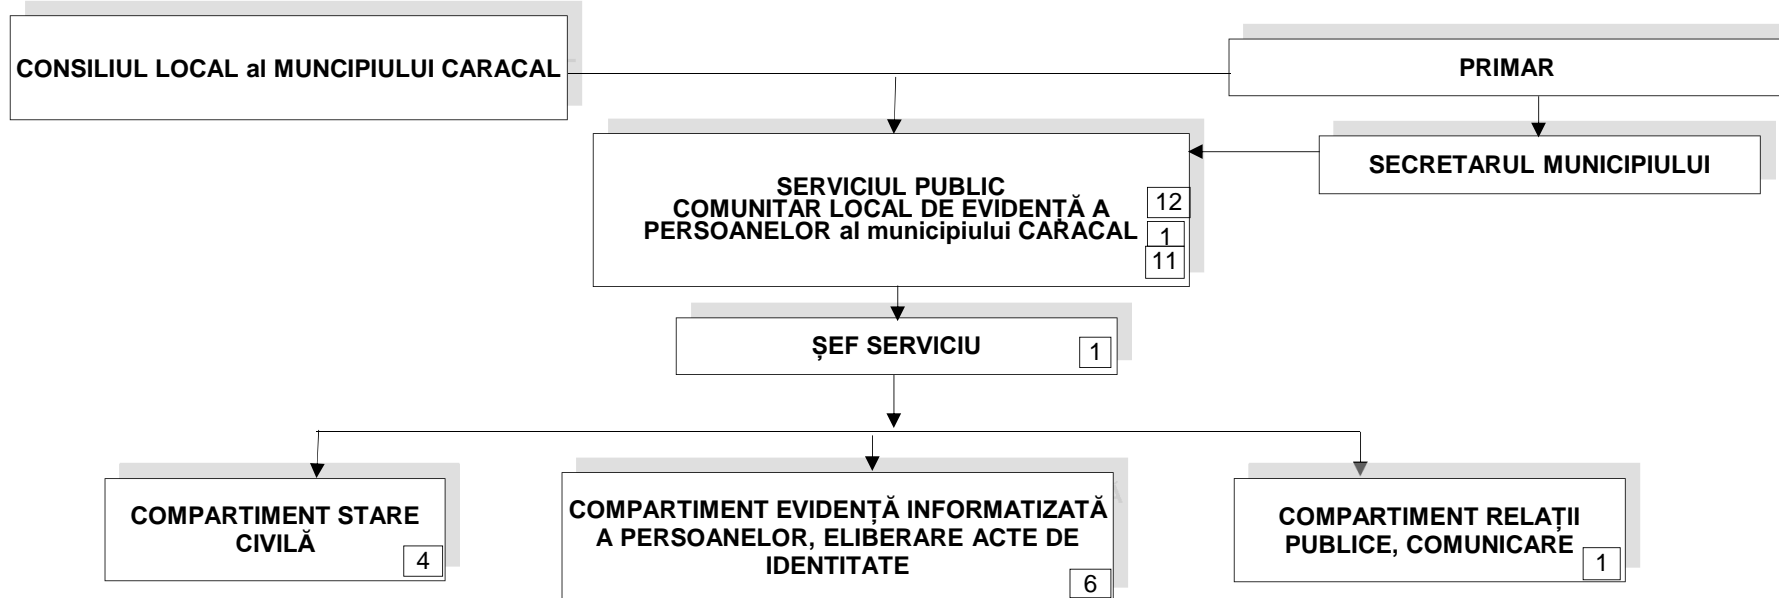 CONSILIUL LOCAL al MUNCIPIULUI CARACAL
PRIMAR
SECRETARUL MUNICIPIULUI
SERVICIUL PUBLIC
COMUNITAR LOCAL DE EVIDENȚĂ A
PERSOANELOR al municipiului CARACAL
12
1
11
ȘEF SERVICIU
1
COMPARTIMENT STARE
CIVILĂ
4
COMPARTIMENT EVIDENȚĂ INFORMATIZATĂ
A PERSOANELOR, ELIBERARE ACTE DE
IDENTITATE
6
COMPARTIMENT RELAȚII
PUBLICE, COMUNICARE
1